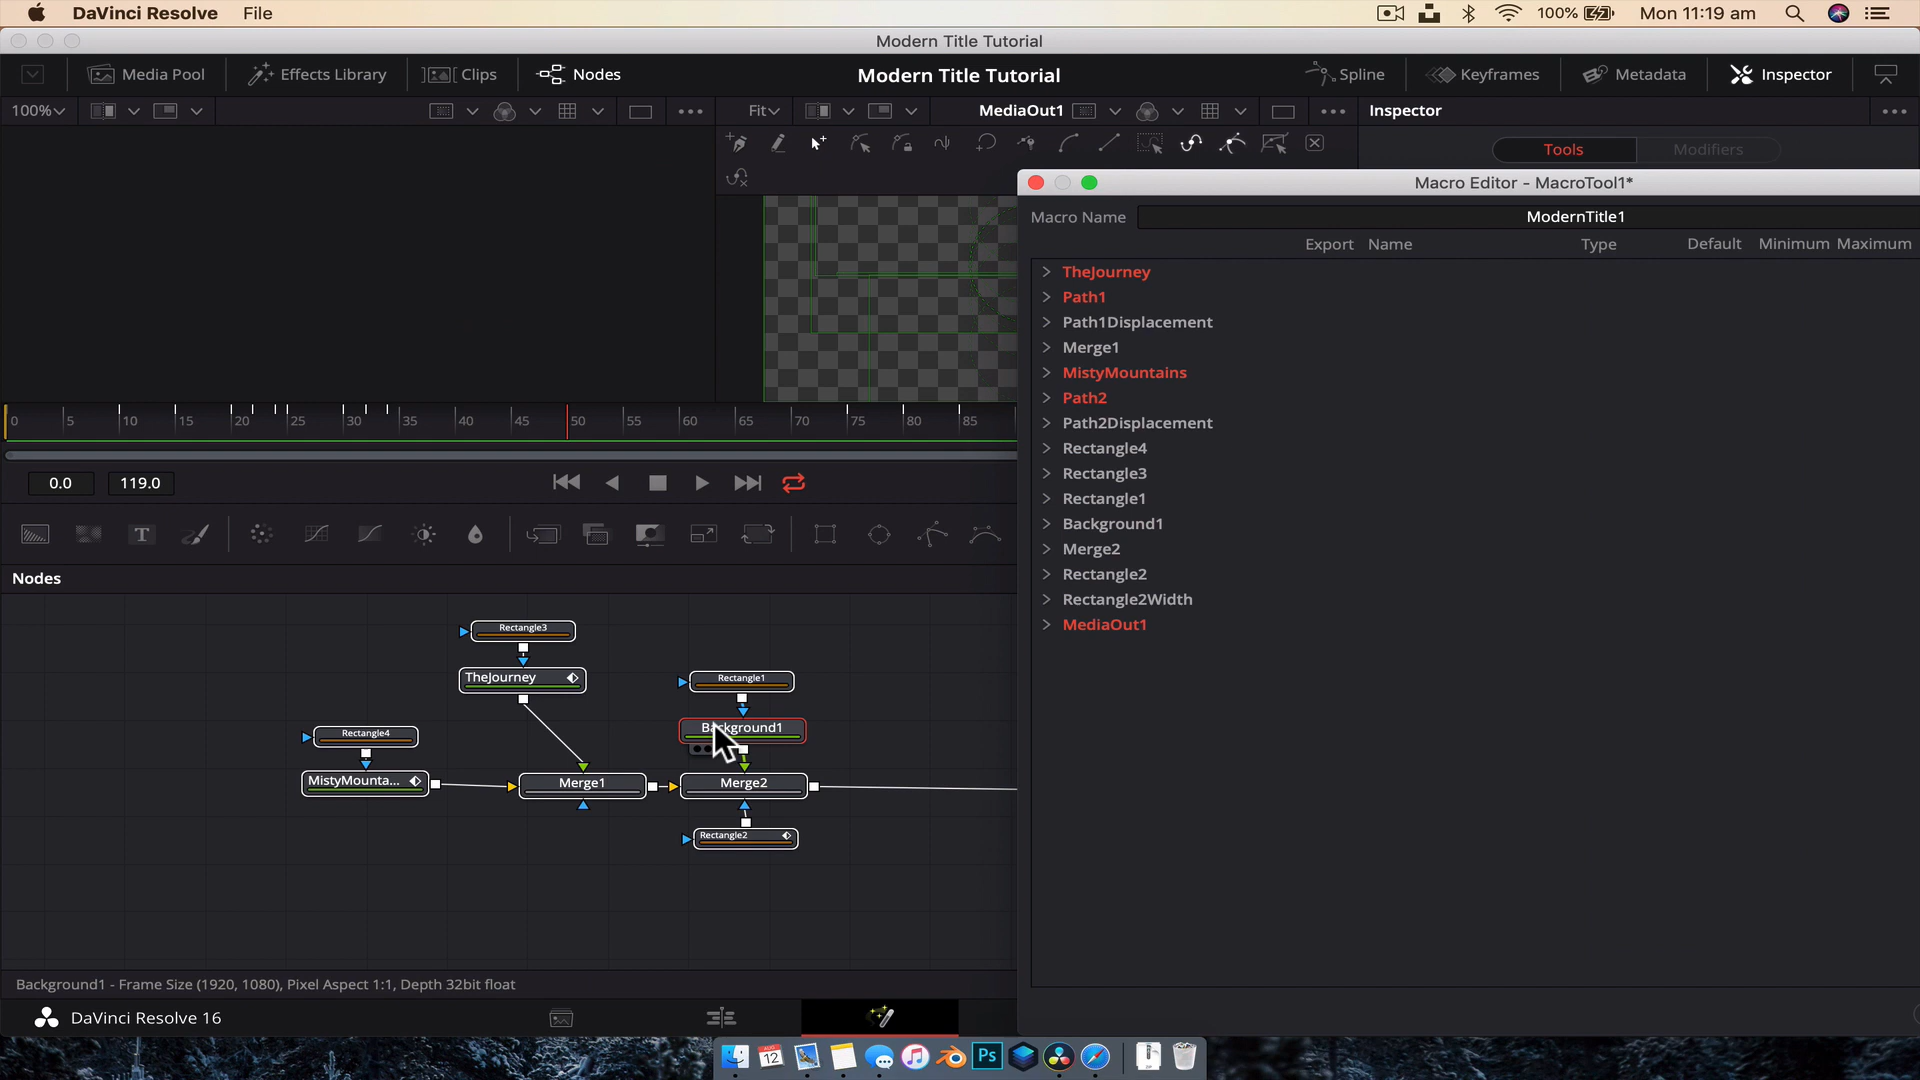 DaVinci Resolve File 100% Mon 11:19 am
Modern Title Tutorial
Media Pool Effects Library Clips Nodes Modern Title Tutorial Spline Keyframes Metadata Inspector
100% Fit MediaOut1 Inspector
Tools Modifiers
Macro Editor - MacroTool1*
Macro Name ModernTitle1
Export Name Type Default Minimum Maximum
TheJourney
Path1
Path1Displacement
Merge1
MistyMountains
Path2
Path2Displacement
Rectangle4
Rectangle3
Rectangle1
Background1
Merge2
Rectangle2
Rectangle2Width
MediaOut1
0 5 10 15 20 25 30 35 40 45 50 55 60 65 70 75 80 85
0.0 119.0
T
Nodes
Rectangle3
TheJourney
Rectangle1
Background1
Rectangle4
MistyMounta...
Merge1
Merge2
Rectangle2
Background1 - Frame Size (1920, 1080), Pixel Aspect 1:1, Depth 32bit float
DaVinci Resolve 16
AUG
12
Ps